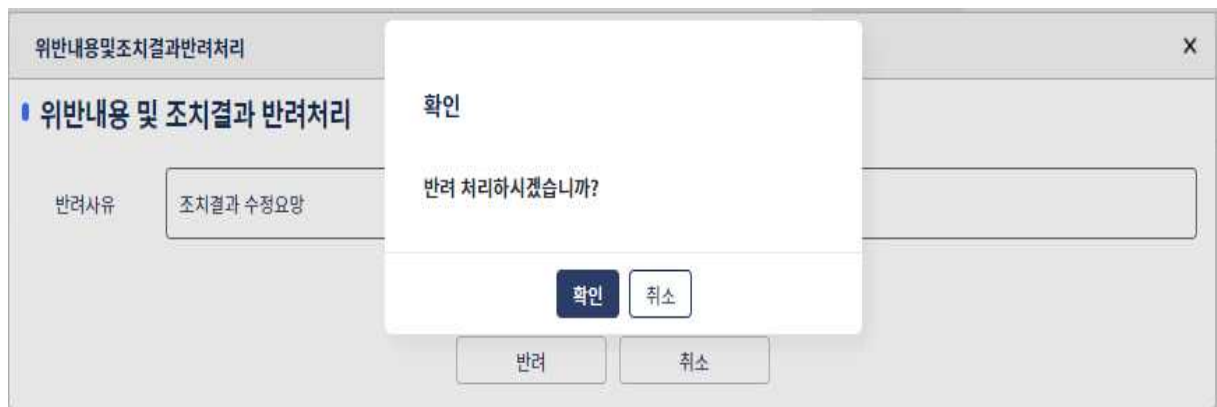 위반내용및조치결과반려처리
X
위반내용 및 조치결과 반려처리
반려사유
조치결과 수정요망
확인
반려 처리하시겠습니까?
확인
취소
반려
취소